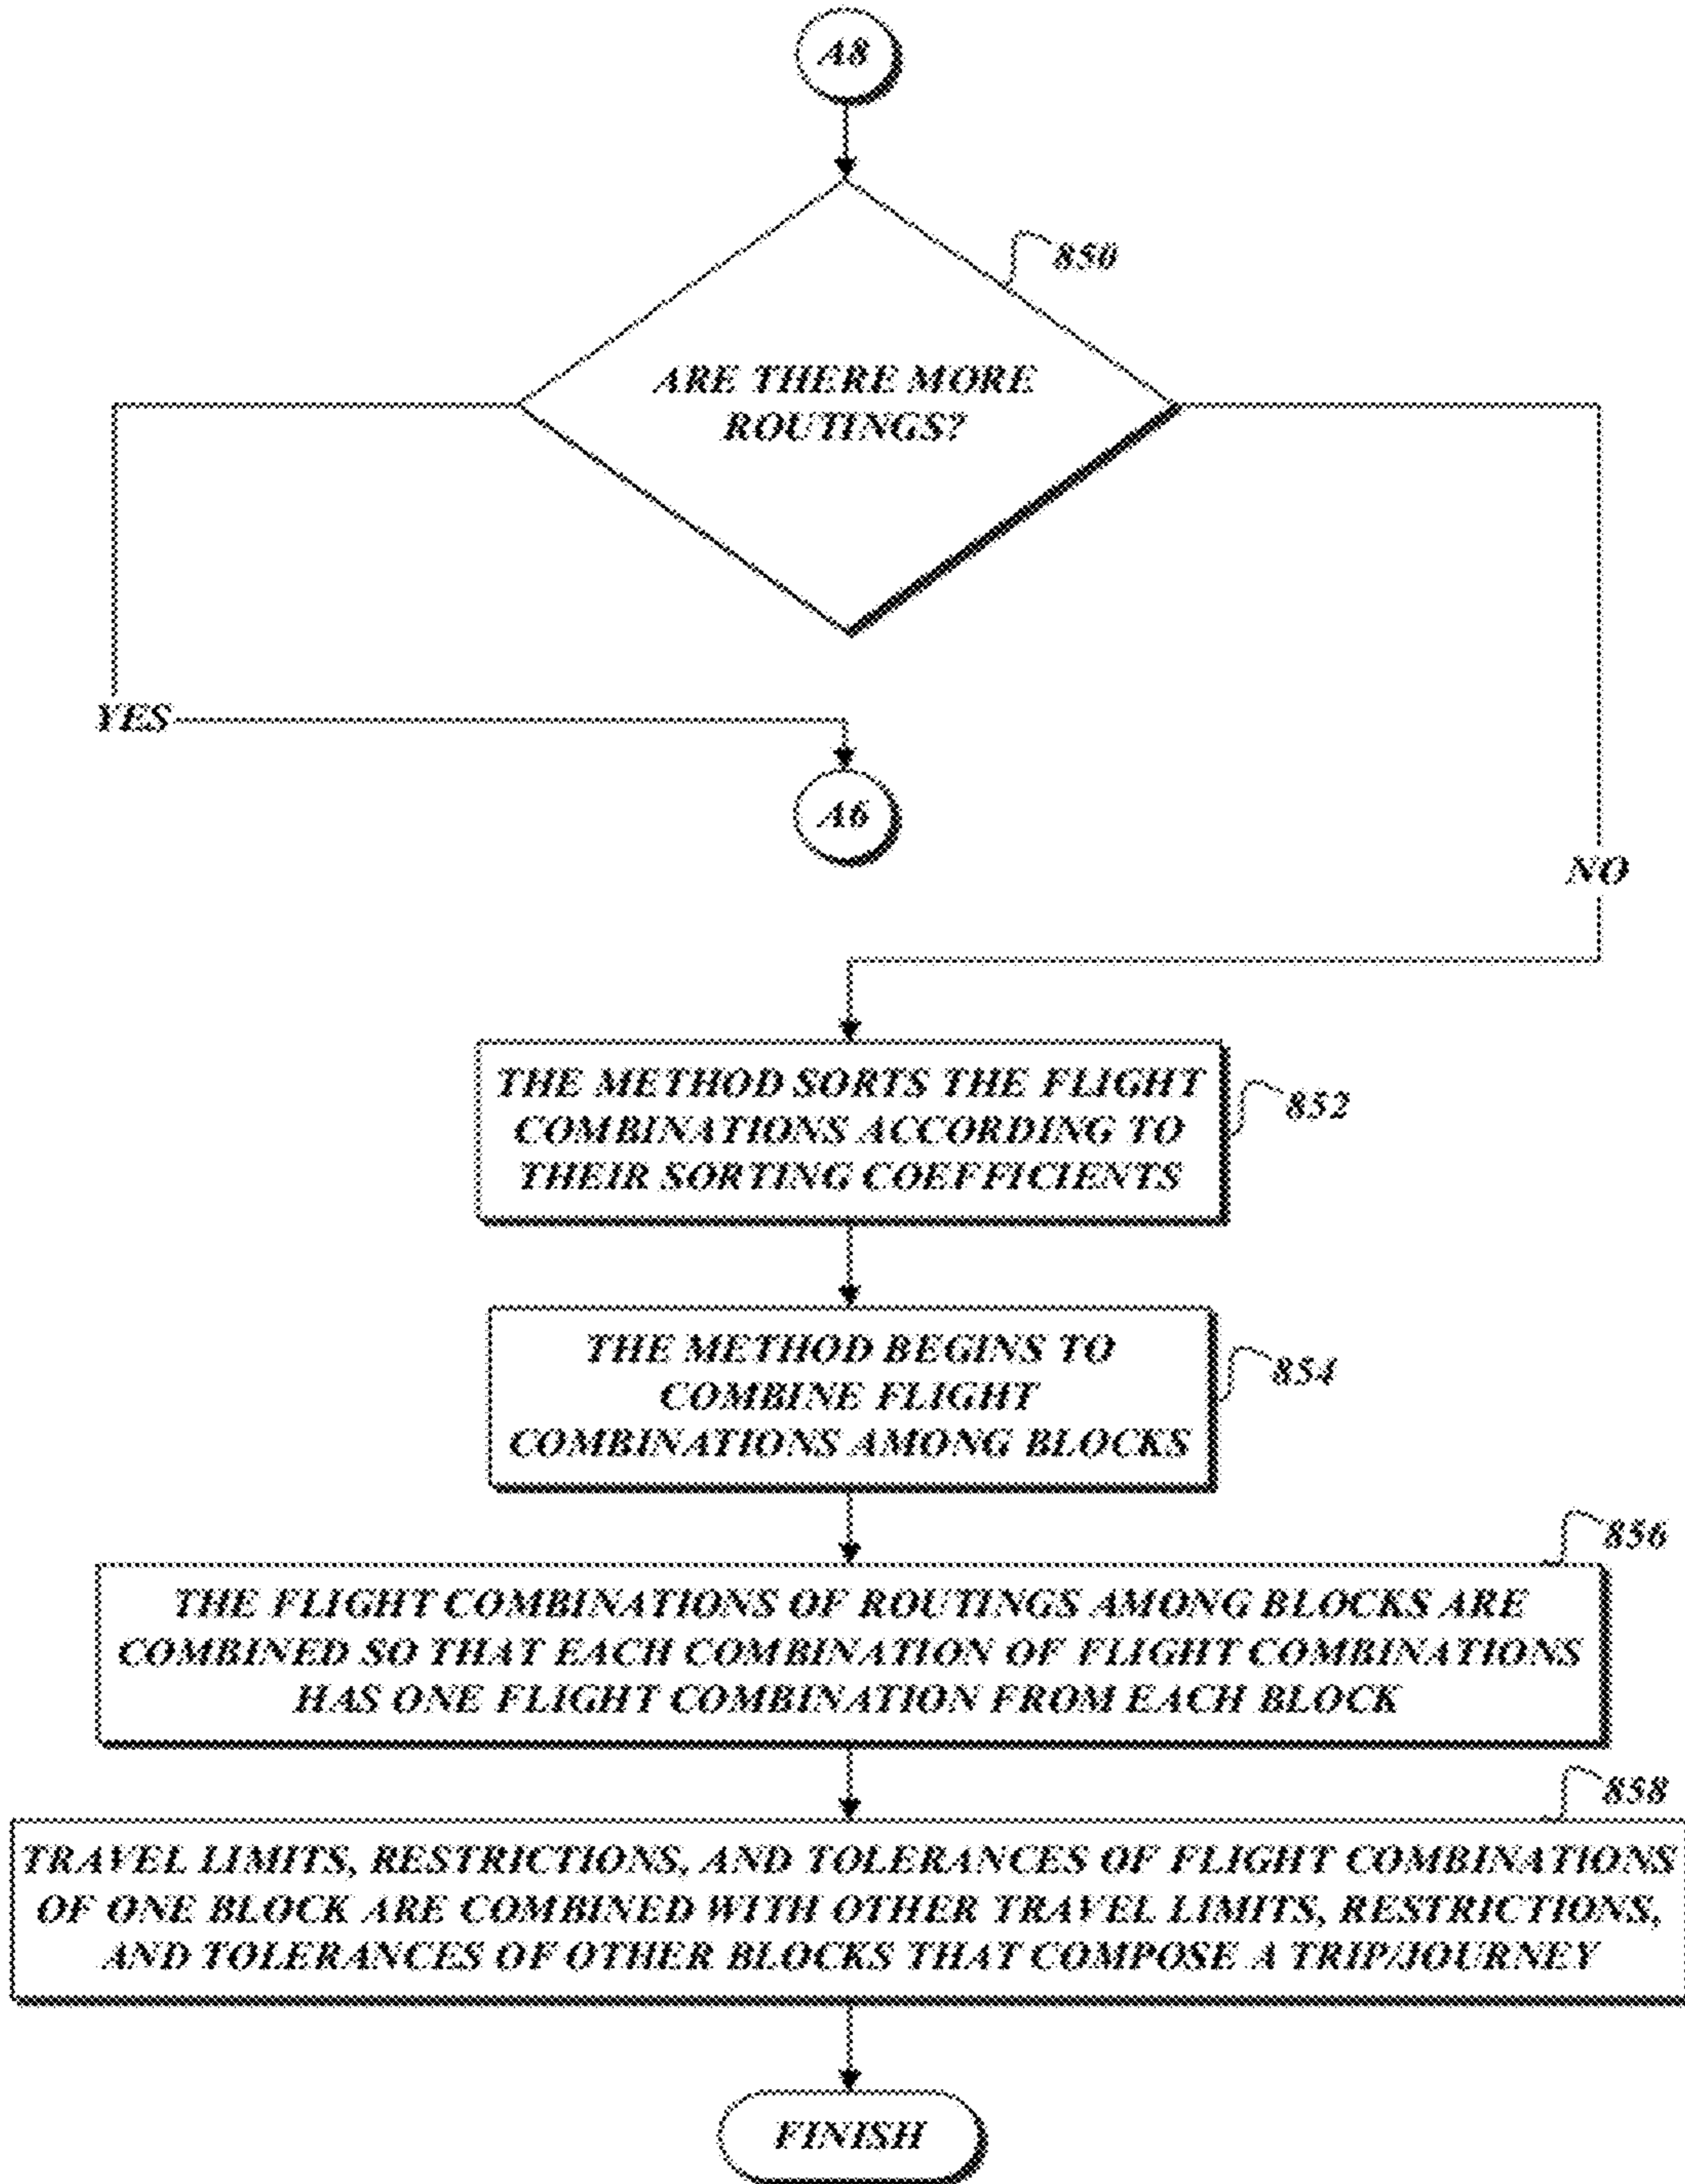 A8
850
ARE THERE MORE
ROUTINGS?
YES
A6
NO
THE METHOD SORTS THE FLIGHT
COMBINATIONS ACCORDING TO
THEIR SORTING COEFFICIENTS
852
THE METHOD BEGINS TO
COMBINE FLIGHT
COMBINATIONS AMONG BLOCKS
854
856
THE FLIGHT COMBINATIONS OF ROUTINGS AMONG BLOCKS ARE
COMBINED SO THAT EACH COMBINATION OF FLIGHT COMBINATIONS
HAS ONE FLIGHT COMBINATION FROM EACH BLOCK
858
TRAVEL LIMITS, RESTRICTIONS, AND TOLERANCES OF FLIGHT COMBINATIONS
OF ONE BLOCK ARE COMBINED WITH OTHER TRAVEL LIMITS, RESTRICTIONS,
AND TOLERANCES OF OTHER BLOCKS THAT COMPOSE A TRIP/JOURNEY
FINISH